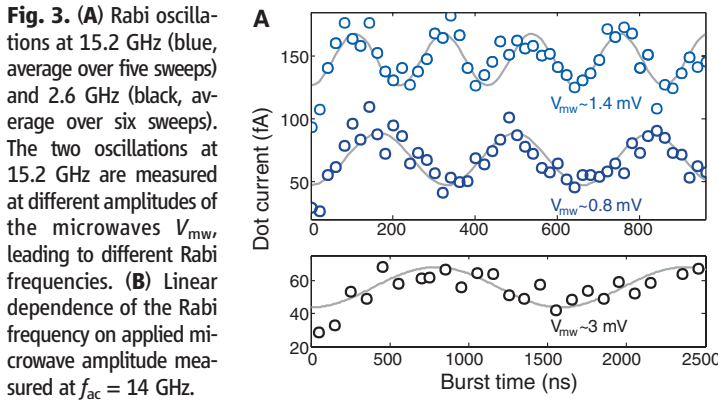 Fig. 3. (A) Rabi oscilla-
tions at 15.2 GHz (blue,
average over five sweeps)
and 2.6 GHz (black, av-
erage over six sweeps).
The two oscillations at
15.2 GHz are measured
at different amplitudes of
the microwaves Vmw,
leading to different Rabi
frequencies. (B) Linear
dependence of the Rabi
frequency on applied mi-
crowave amplitude mea-
sured at fac = 14 GHz.
A
Dot current (fA)
150
100
50
Vmw~1.4 mV
Vmw~0.8 mV
0 200 400 600 800
60
40
20
Vmw~3 mV
0 500 1000 1500 2000 2500
Burst time (ns)